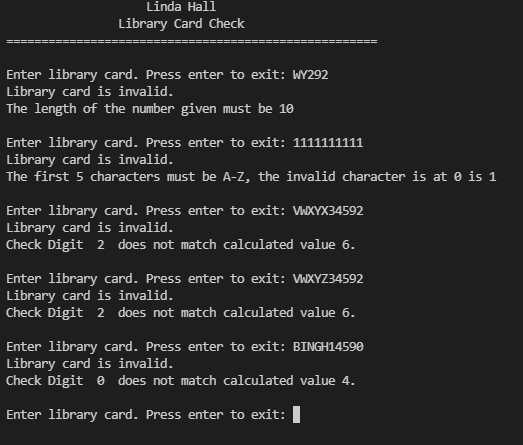 Linda Hall
Library Card Check
=====================================================
Enter library card. Press enter to exit: WY292
Library card is invalid.
The length of the number given must be 10
Enter library card. Press enter to exit: 1111111111
Library card is invalid.
The first 5 characters must be A-Z, the invalid character is at 0 is 1
Enter library card. Press enter to exit: VWXYX34592
Library card is invalid.
Check Digit  2  does not match calculated value 6.
Enter library card. Press enter to exit: VWXYZ34592
Library card is invalid.
Check Digit  2  does not match calculated value 6.
Enter library card. Press enter to exit: BINGH14590
Library card is invalid.
Check Digit  0  does not match calculated value 4.
Enter library card. Press enter to exit: